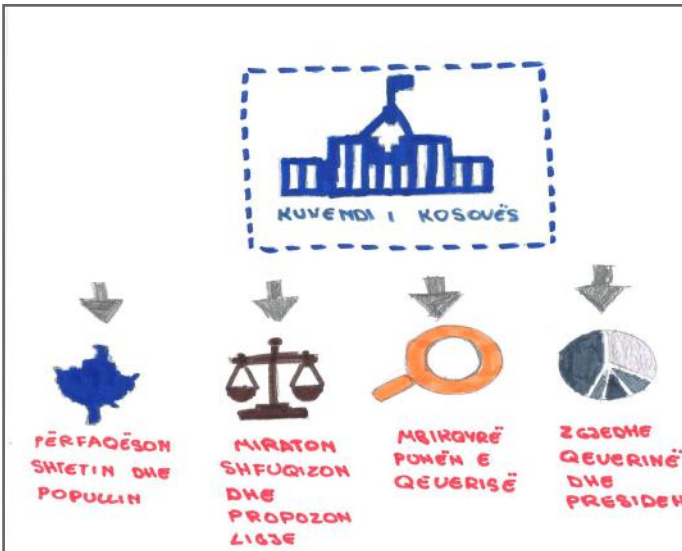 KUVENDI I KOSOVËS
PËRFAQËSON
SHTETIN DHE
POPULLIN
MIRATON
SHFUQIZON
DHE
PROPOZON
LIGJE
MBIKQYRË
PUNËN E
QEVERISË
ZGJEDHE
QEVERINË
DHE
PRESIDEN